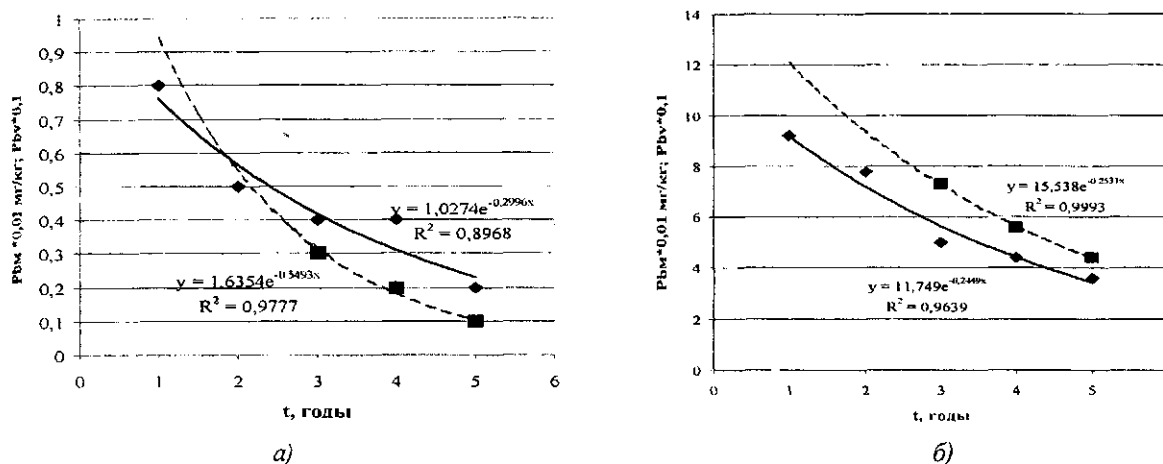 Pbм *0,01 мг/кг; Pbv*0,1
1
0,9
0,8
0,7
0,6
0,5
0,4
0,3
0,2
0,1
0
y = 1,0274e^-0,2996x
R² = 0,8968
y = 1,6354e^-0,5493x
R² = 0,9777
0 1 2 3 4 5 6
t, годы
а)
Pbм*0,01 мг/кг; Pbv*0,1
14
12
10
8
6
4
2
0
y = 15,538e^-0,2531x
R² = 0,9993
y = 11,749e^-0,2449x
R² = 0,9639
0 1 2 3 4 5
t, годы
б)